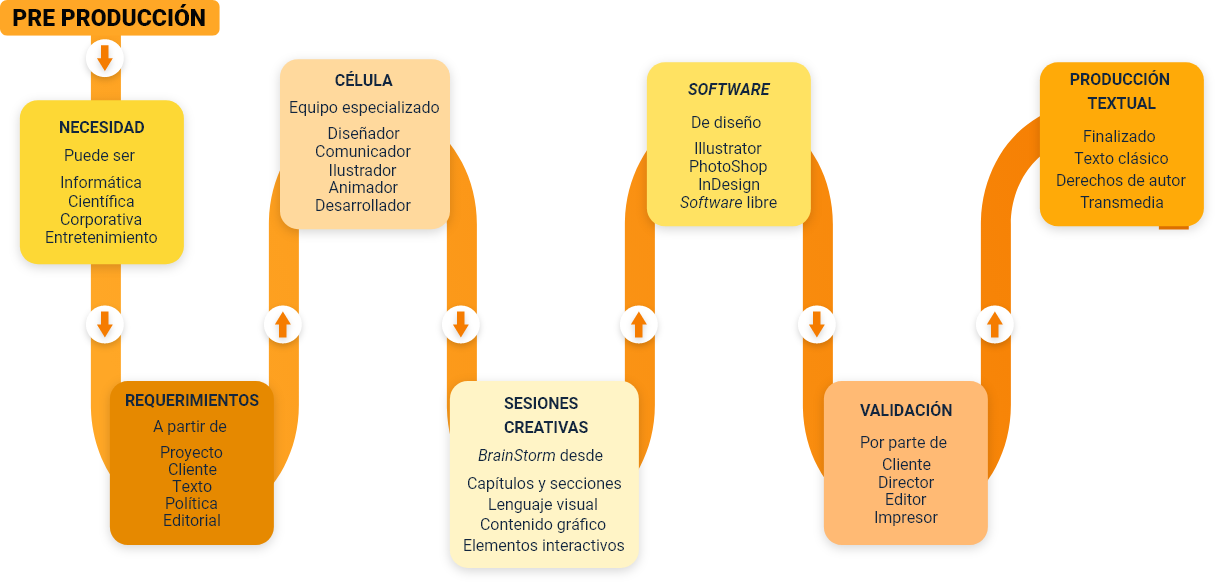 PRE PRODUCCIÓN
NECESIDAD
Puede ser
Informática
Científica
Corporativa
Entretenimiento
REQUERIMIENTOS
A partir de
Proyecto
Cliente
Texto
Política
Editorial
CÉLULA
Equipo especializado
Diseñador
Comunicador
Ilustrador
Animador
Desarrollador
SESIONES
CREATIVAS
BrainStorm desde
Capítulos y secciones
Lenguaje visual
Contenido gráfico
Elementos interactivos
SOFTWARE
De diseño
Illustrator
PhotoShop
InDesign
Software libre
VALIDACIÓN
Por parte de
Cliente
Director
Editor
Impresor
PRODUCCIÓN
TEXTUAL
Finalizado
Texto clásico
Derechos de autor
Transmedia